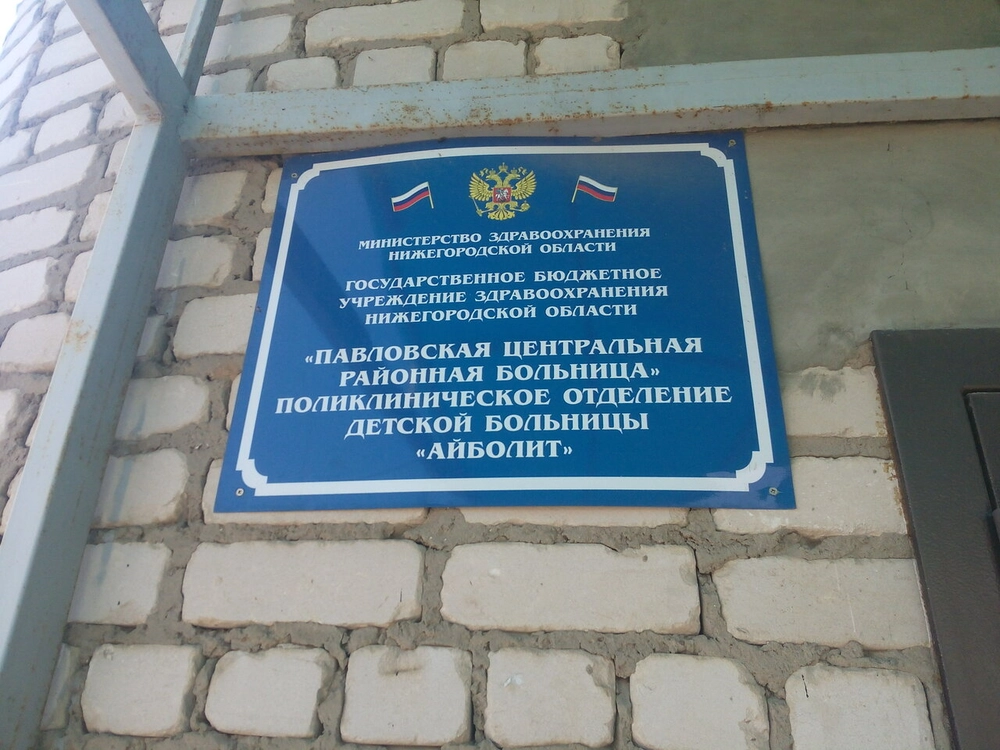 МИНИСТЕРСТВО ЗДРАВООХРАНЕНИЯ
НИЖЕГОРОДСКОЙ ОБЛАСТИ
ГОСУДАРСТВЕННОЕ БЮДЖЕТНОЕ
УЧРЕЖДЕНИЕ ЗДРАВООХРАНЕНИЯ
НИЖЕГОРОДСКОЙ ОБЛАСТИ
«ПАВЛОВСКАЯ ЦЕНТРАЛЬНАЯ
РАЙОННАЯ БОЛЬНИЦА»
ПОЛИКЛИНИЧЕСКОЕ ОТДЕЛЕНИЕ
ДЕТСКОЙ БОЛЬНИЦЫ
«АЙБОЛИТ»